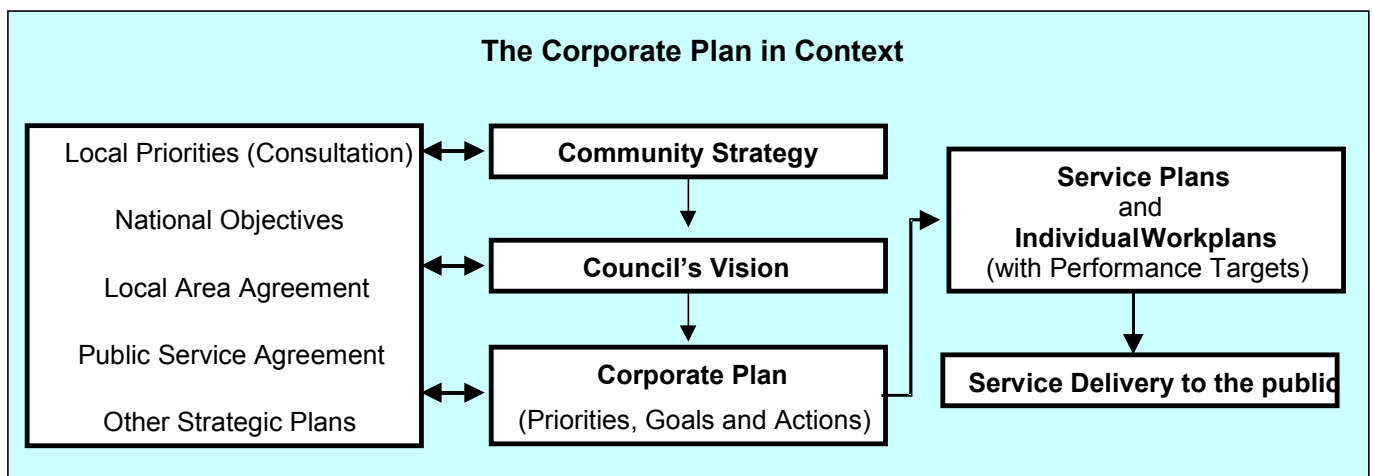 The Corporate Plan in Context
Local Priorities (Consultation)
National Objectives
Local Area Agreement
Public Service Agreement
Other Strategic Plans
Community Strategy
Council's Vision
Corporate Plan
(Priorities, Goals and Actions)
Service Plans
and
IndividualWorkplans
(with Performance Targets)
Service Delivery to the public